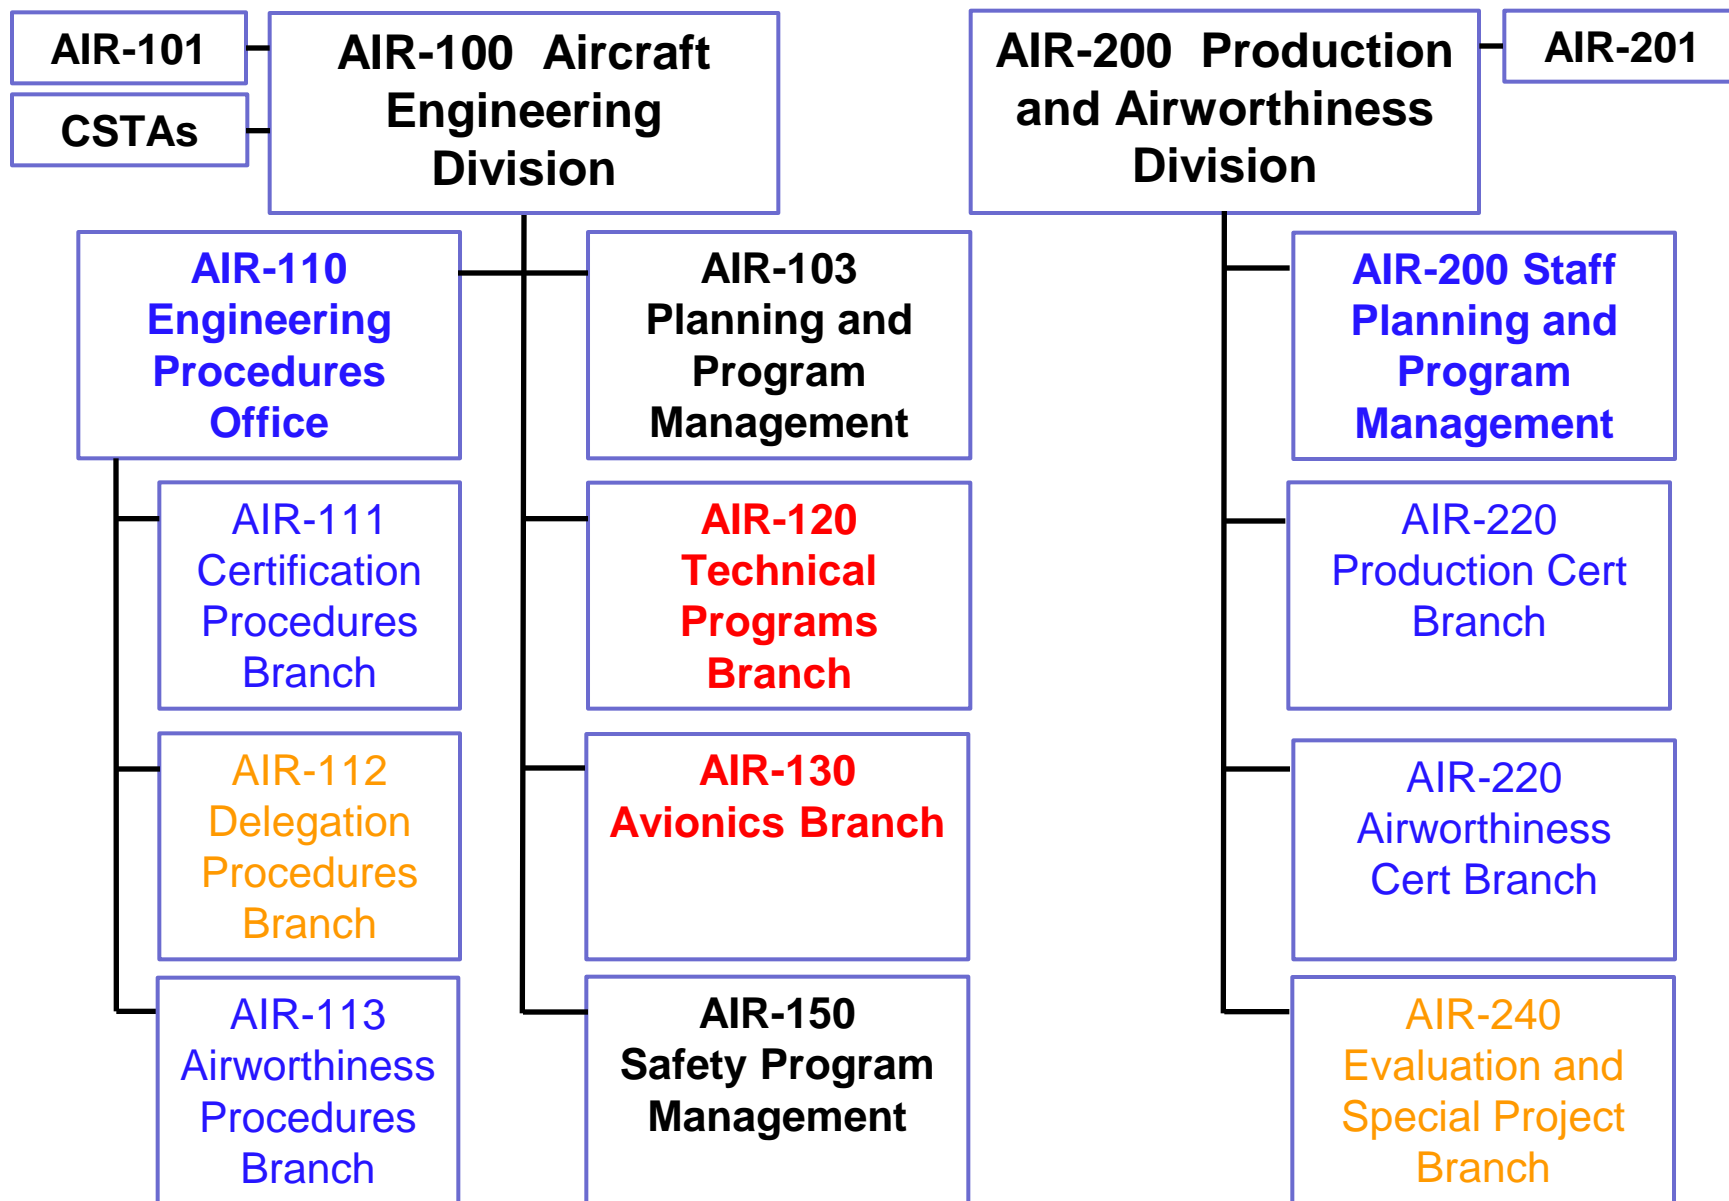 AIR-101
CSTAs
AIR-100 Aircraft
Engineering
Division
AIR-200 Production
and Airworthiness
Division
AIR-201
AIR-110
Engineering
Procedures
Office
AIR-103
Planning and
Program
Management
AIR-200 Staff
Planning and
Program
Management
AIR-111
Certification
Procedures
Branch
AIR-120
Technical
Programs
Branch
AIR-220
Production Cert
Branch
AIR-112
Delegation
Procedures
Branch
AIR-130
Avionics Branch
AIR-220
Airworthiness
Cert Branch
AIR-113
Airworthiness
Procedures
Branch
AIR-150
Safety Program
Management
AIR-240
Evaluation and
Special Project
Branch